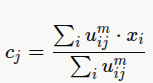 c_j = \frac{\sum_i u_{ij}^m \cdot x_i}{\sum_i u_{ij}^m}